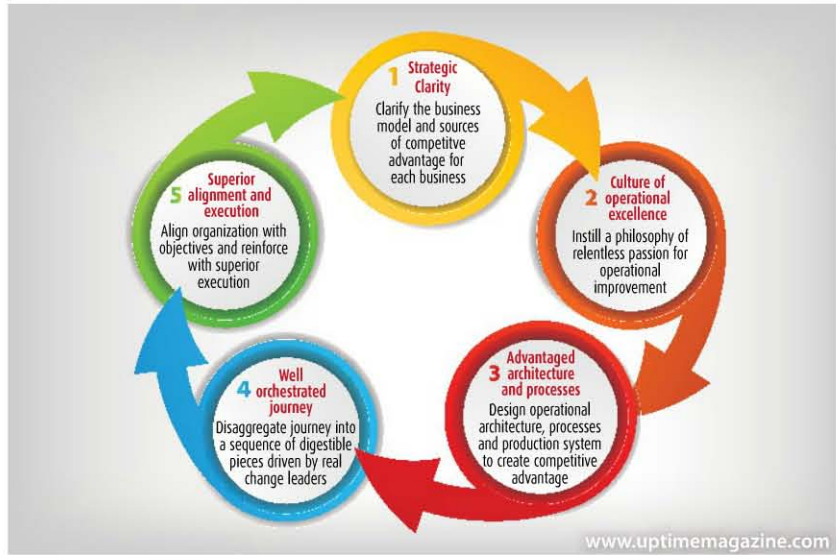 1 Strategic
Clarity
Clarify the business
model and sources
of competitve
advantage for
each business
Culture of
2 operational
excellence
Instill a philosophy of
relentless passion for
operational
improvement
Advantaged
3 architecture
and processes
Design operational
architecture, processes
and production system
to create competitive
advantage
Well
4 orchestrated
journey
Disaggregate journey into
a sequence of digestible
pieces driven by real
change leaders
Superior
5 alignment and
execution
Align organization with
objectives and reinforce
with superior
execution
www.uptimemagazine.com